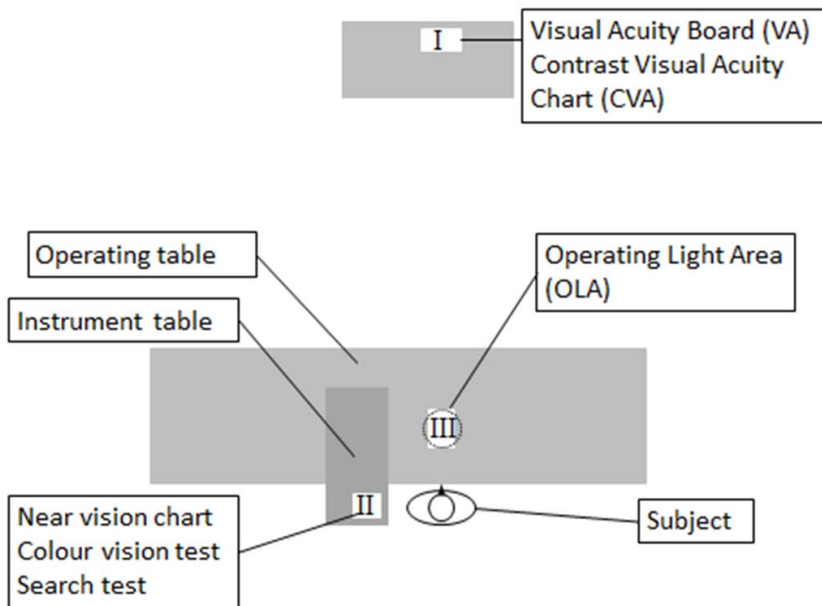 I
Visual Acuity Board (VA)
Contrast Visual Acuity
Chart (CVA)
Operating table
Operating Light Area
(OLA)
Instrument table
III
II
Near vision chart
Colour vision test
Search test
Subject